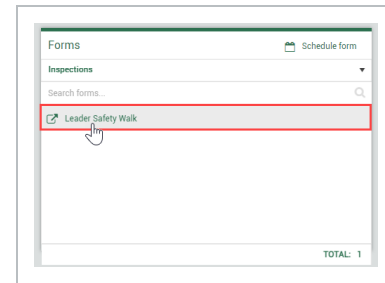 Forms Schedule form
Inspections
Search forms...
Leader Safety Walk
TOTAL: 1